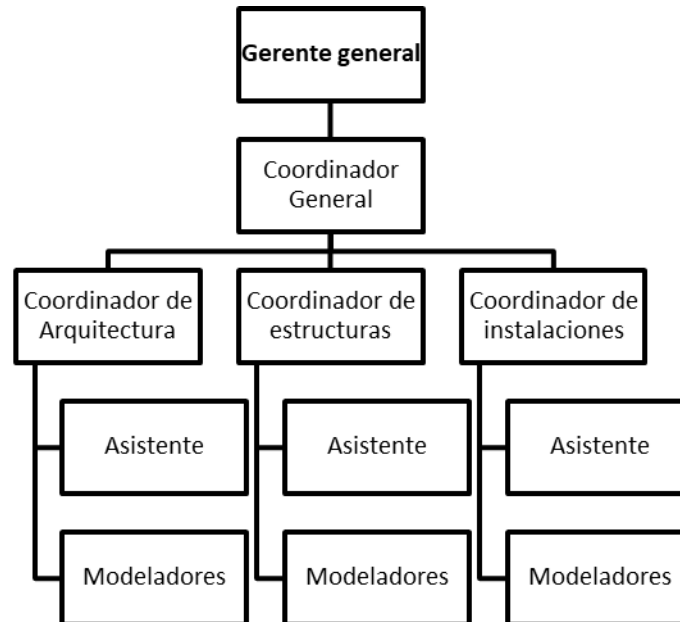 Gerente general
Coordinador
General
Coordinador de
Arquitectura
Coordinador de
estructuras
Coordinador de
instalaciones
Asistente
Asistente
Asistente
Modeladores
Modeladores
Modeladores